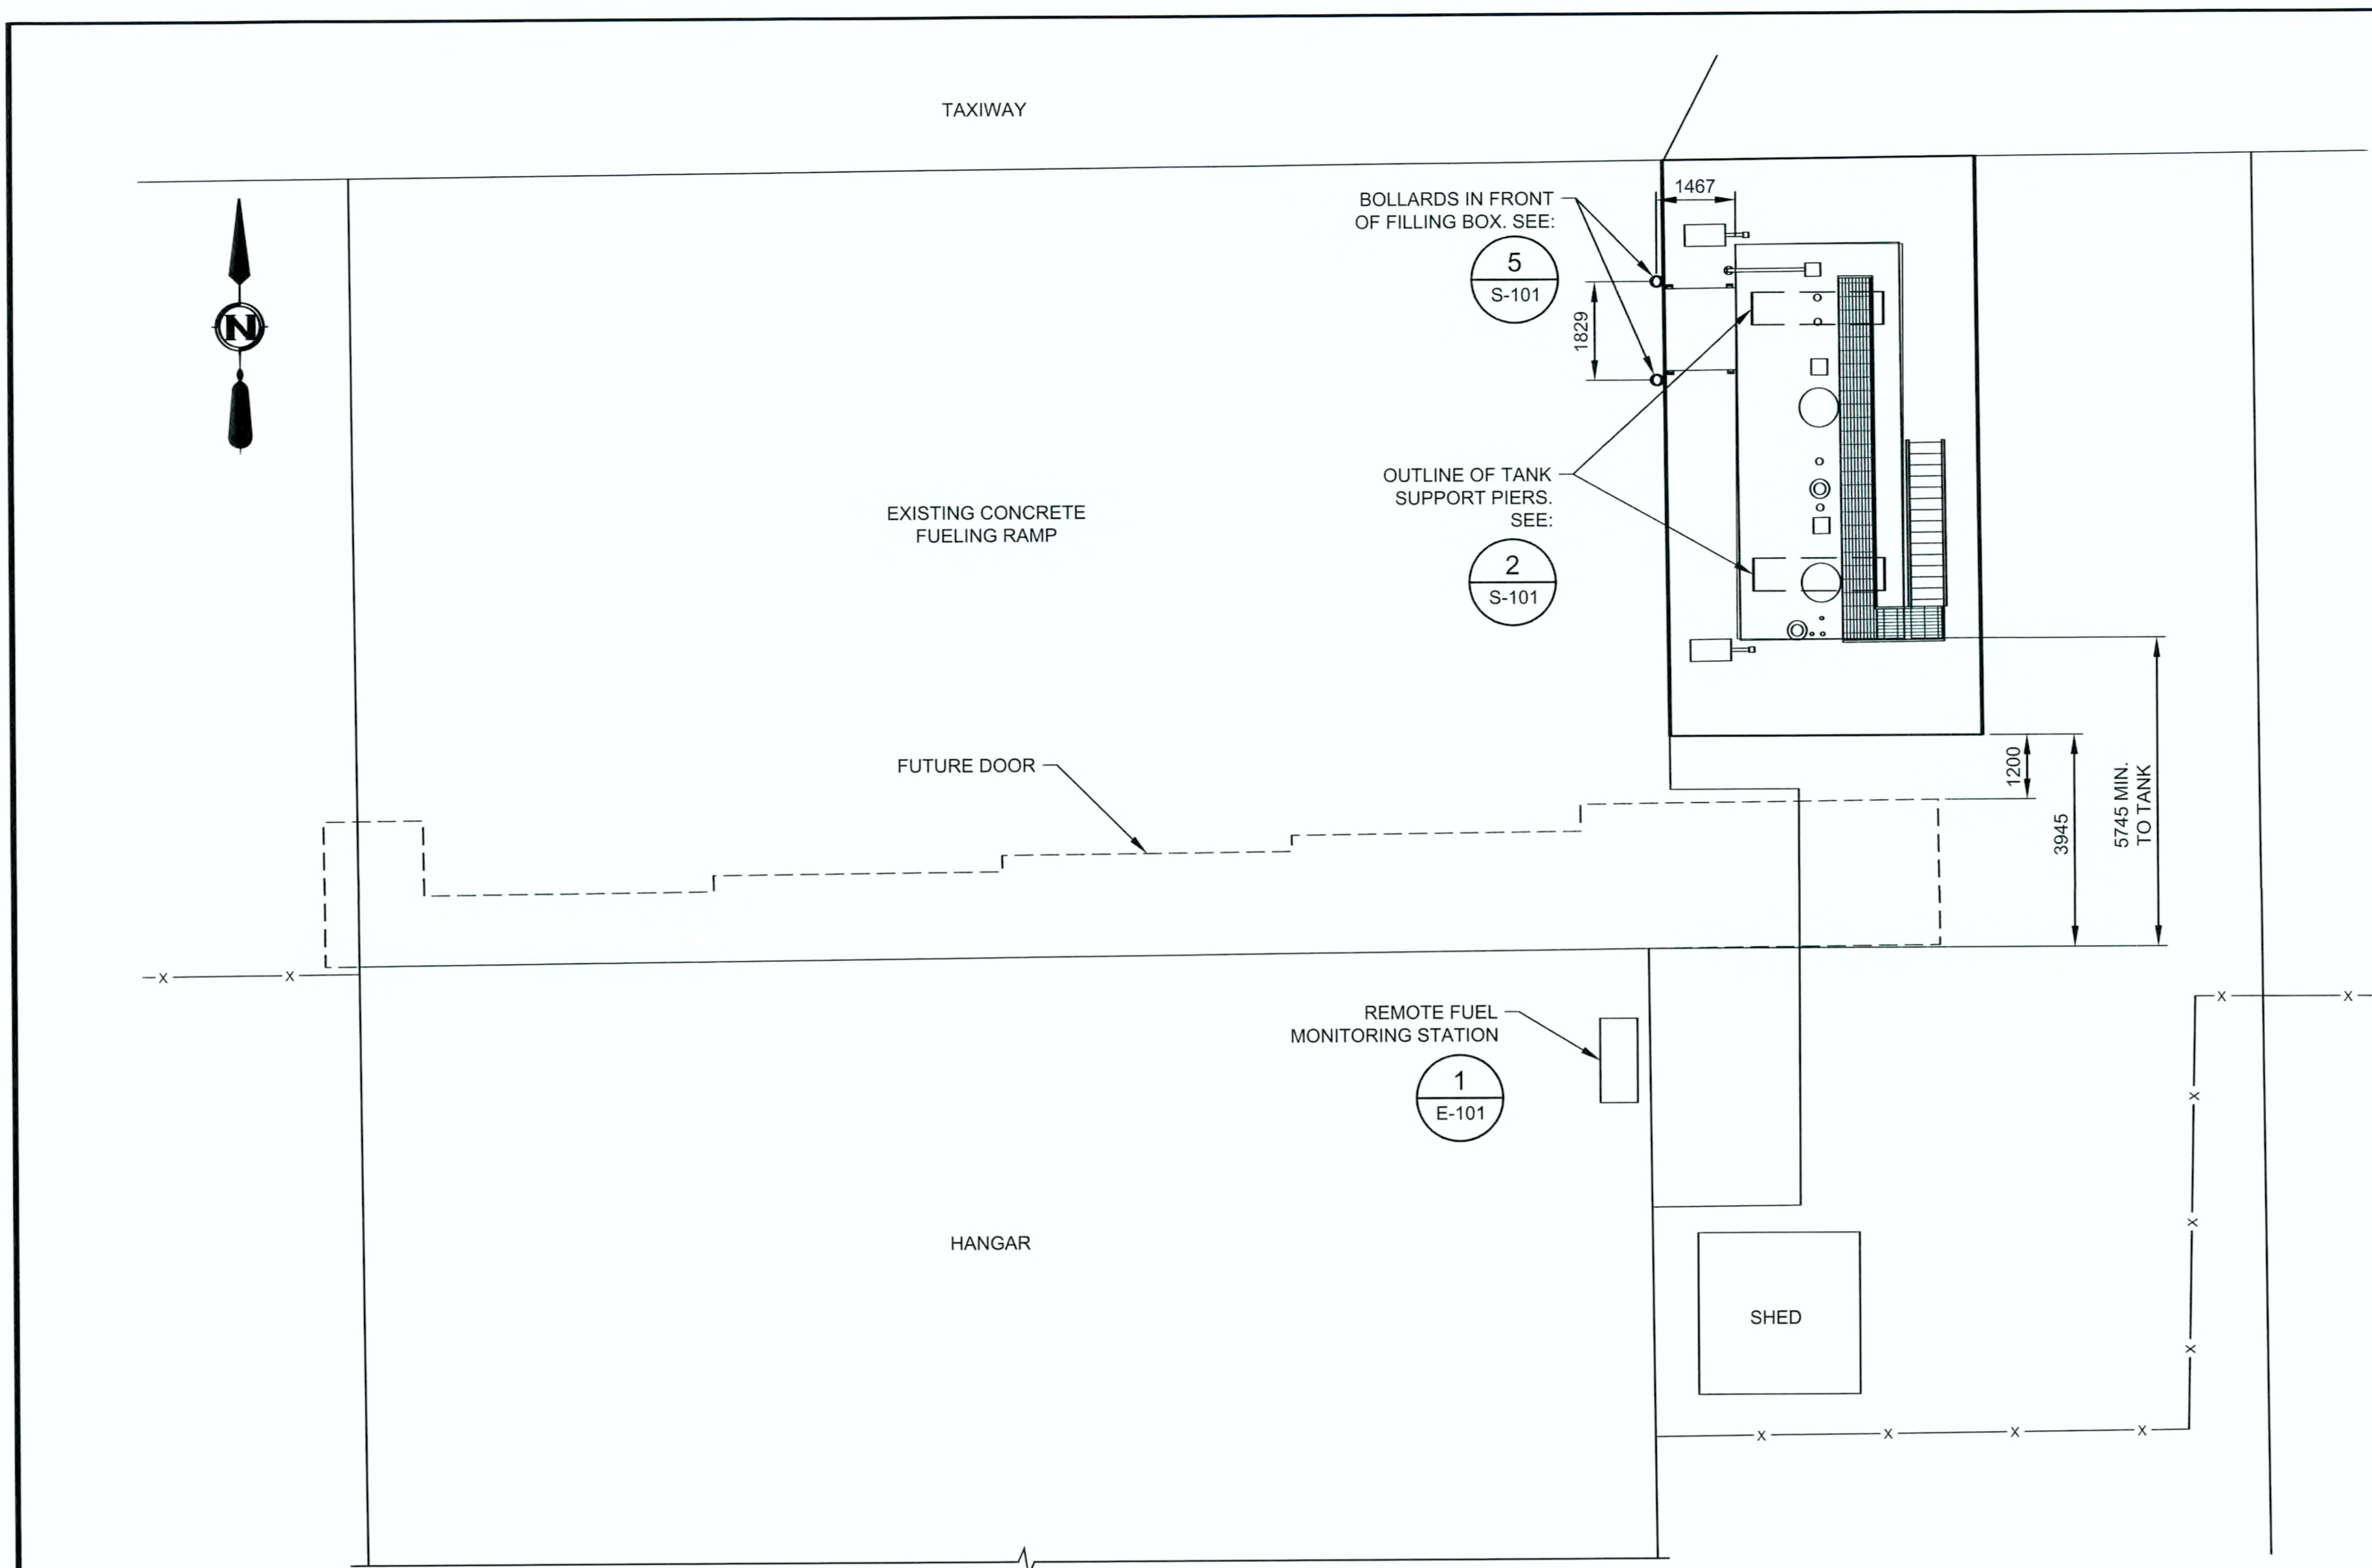 TAXIWAY
N
BOLLARDS IN FRONT
OF FILLING BOX. SEE:
5
S-101
1467
1829
EXISTING CONCRETE
FUELING RAMP
OUTLINE OF TANK
SUPPORT PIERS.
SEE:
2
S-101
FUTURE DOOR
1200
3945
5745 MIN.
TO TANK
X
X
REMOTE FUEL
MONITORING STATION
1
E-101
X
X
X
X
X
HANGAR
SHED
X
X
X
X